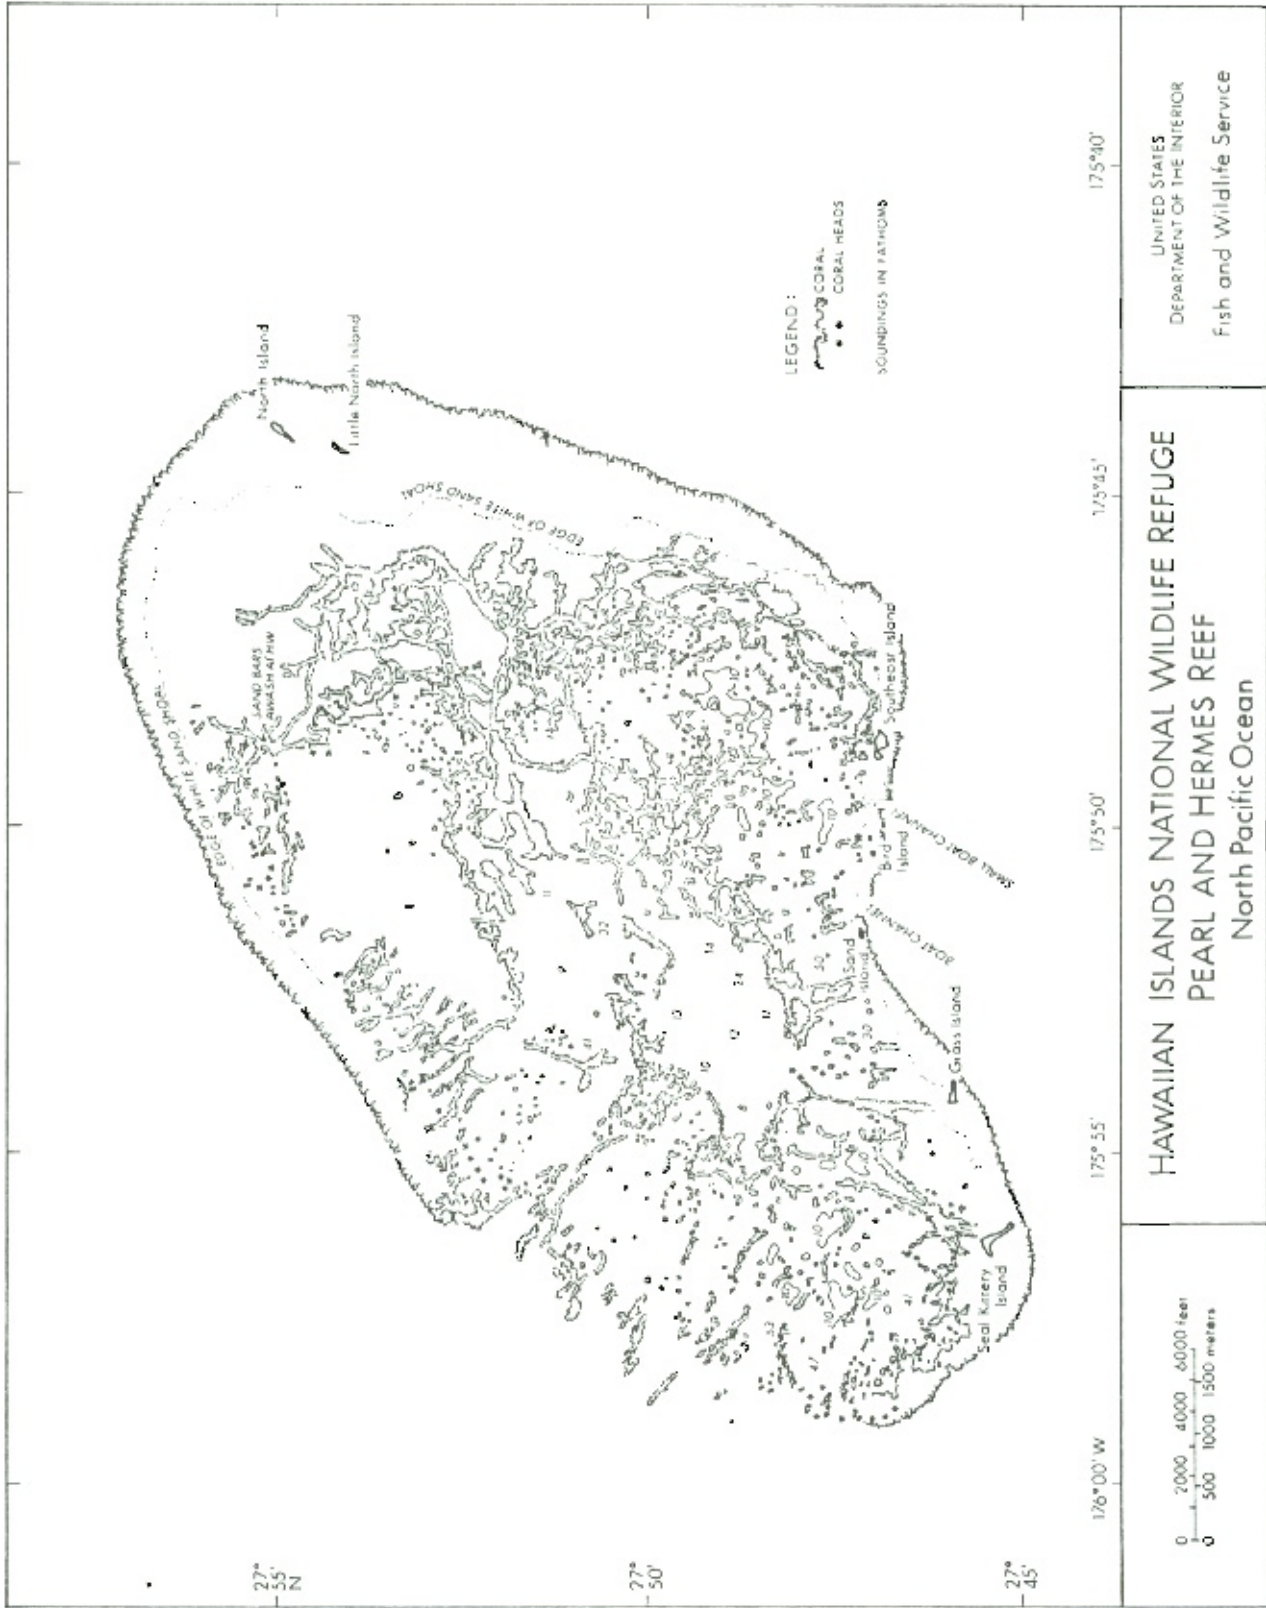 North Island
Little North Island
EDGE OF WHITE SAND SHOAL
EDGE OF WHITE SAND SHOAL
SAND BARS
AWASH AT HW
LEGEND :
CORAL
CORAL HEADS
SOUNDINGS IN FATHOMS
Southeast Island
Bird
Island
SMALL BOAT CHANNEL
BOAT CHANNEL
Sand
Island
Grass Island
Seal Kittery
Island
27°
55'
N
27°
50'
27°
45'
176°00'W
175°55'
175°50'
175°45'
175°40'
0 2000 4000 6000 feet
0 500 1000 1500 meters
HAWAIIAN ISLANDS NATIONAL WILDLIFE REFUGE
PEARL AND HERMES REEF
North Pacific Ocean
UNITED STATES
DEPARTMENT OF THE INTERIOR
Fish and Wildlife Service